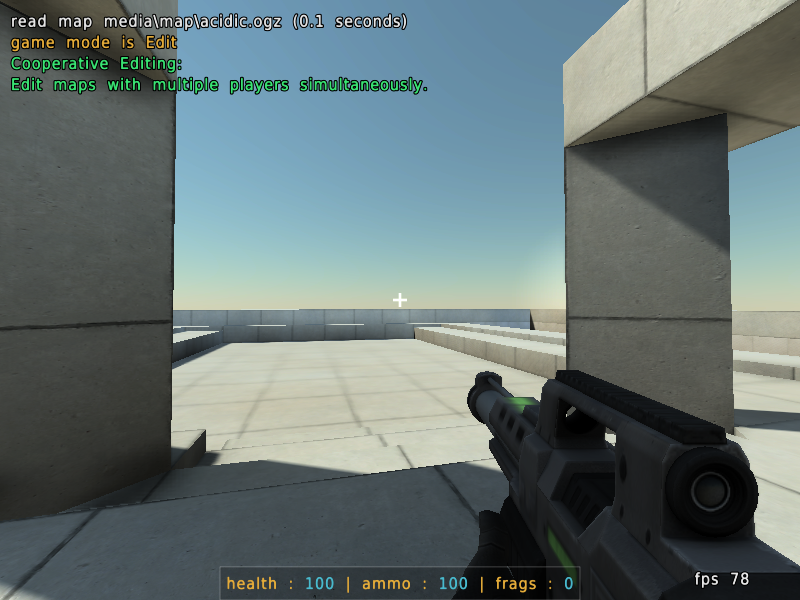 read map media\map\acidic.ogz (0.1 seconds)
game mode is Edit
Cooperative Editing:
Edit maps with multiple players simultaneously.
health : 100 | ammo : 100 | frags : 0
fps 78